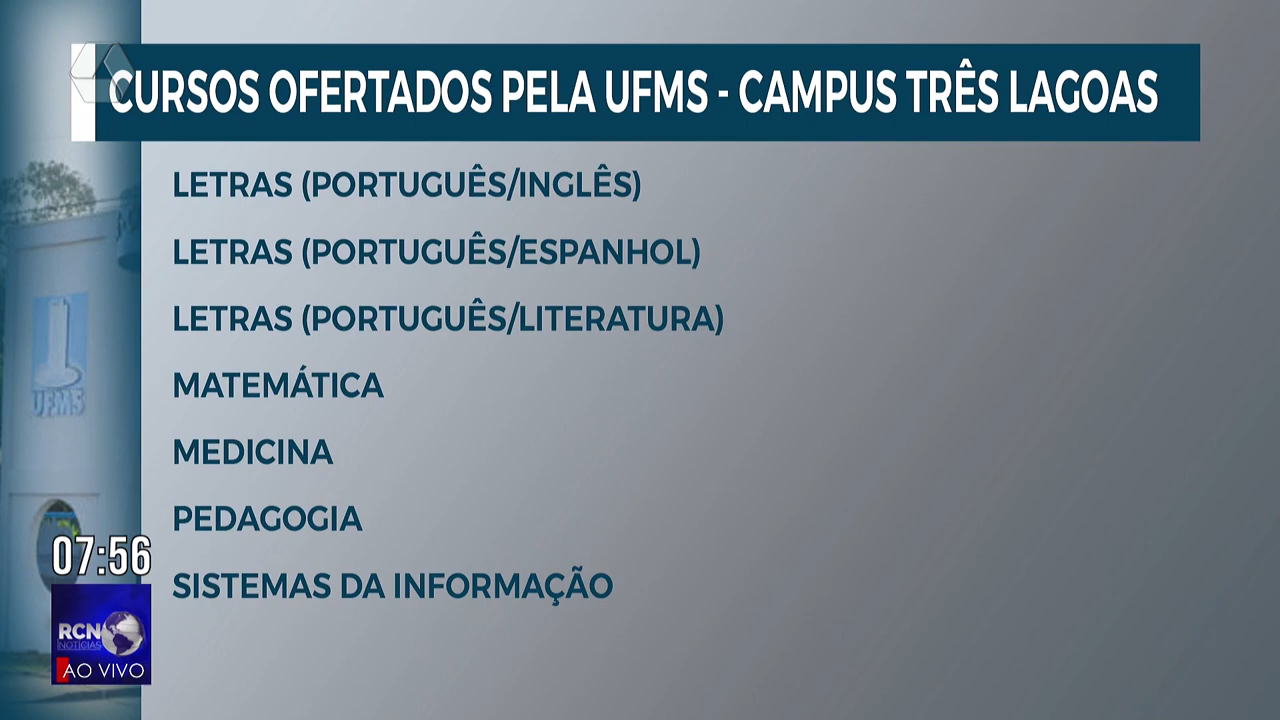 CURSOS OFERTADOS PELA UFMS - CAMPUS TRÊS LAGOAS
LETRAS (PORTUGUÊS/INGLÊS)
LETRAS (PORTUGUÊS/ESPANHOL)
LETRAS (PORTUGUÊS/LITERATURA)
MATEMÁTICA
MEDICINA
PEDAGOGIA
SISTEMAS DA INFORMAÇÃO
UFMS
07:56
RCN
NOTÍCIAS
AO VIVO